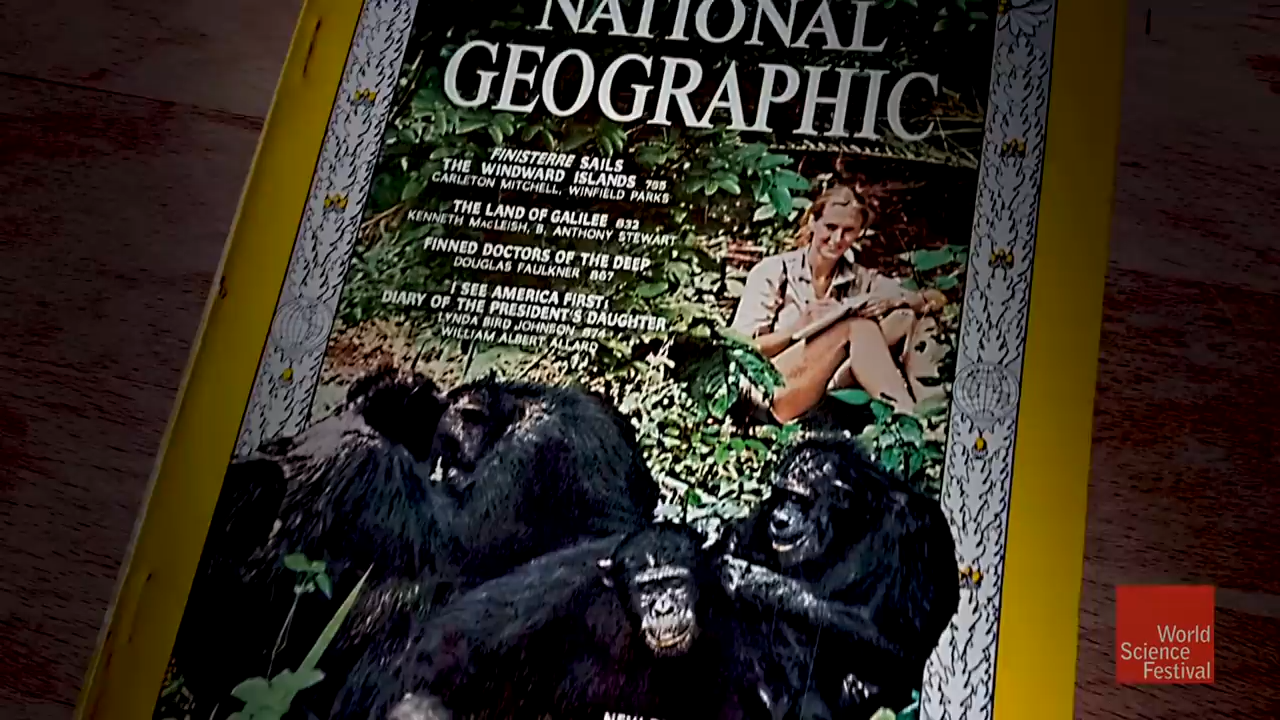 NATIONAL
GEOGRAPHIC
FINISTERRE SAILS
THE WINDWARD ISLANDS 755
CARLETON MITCHELL, WINFIELD PARKS
THE LAND OF GALILEE 832
KENNETH MacLEISH, B. ANTHONY STEWART
FINNED DOCTORS OF THE DEEP
DOUGLAS FAULKNER 867
I SEE AMERICA FIRST:
DIARY OF THE PRESIDENT'S DAUGHTER
LYNDA BIRD JOHNSON 874
WILLIAM ALBERT ALLARD
World
Science
Festival